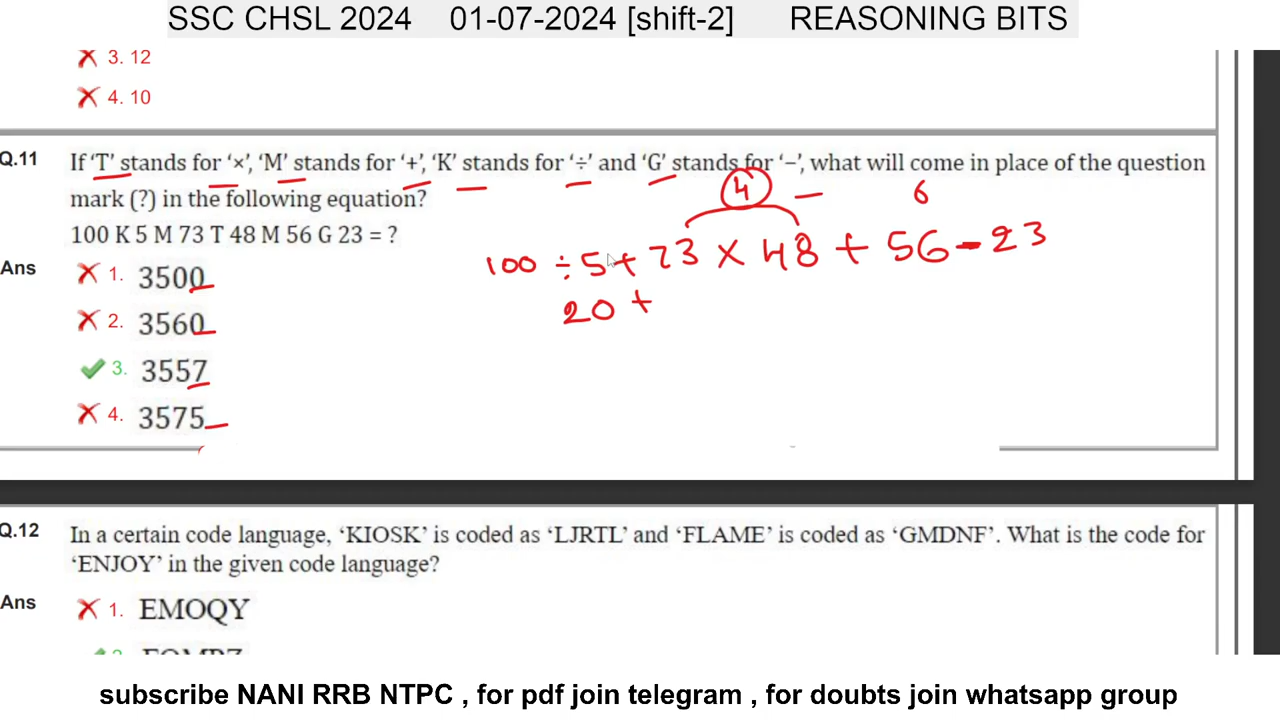 SSC CHSL 2024 01-07-2024 [shift-2] REASONING BITS
3. 12
4. 10
Q.11 If ‘T’ stands for ‘×’, ‘M’ stands for ‘+’, ‘K’ stands for ‘÷’ and ‘G’ stands for ‘−’, what will come in place of the question
mark (?) in the following equation?
4 − 6
100 K 5 M 73 T 48 M 56 G 23 = ?
100 ÷ 5 + 73 × 48 + 56 - 23
Ans 1. 3500
20 +
2. 3560
3. 3557
4. 3575
Q.12 In a certain code language, ‘KIOSK’ is coded as ‘LJRTL’ and ‘FLAME’ is coded as ‘GMDNF’. What is the code for
‘ENJOY’ in the given code language?
Ans 1. EMOQY
subscribe NANI RRB NTPC , for pdf join telegram , for doubts join whatsapp group